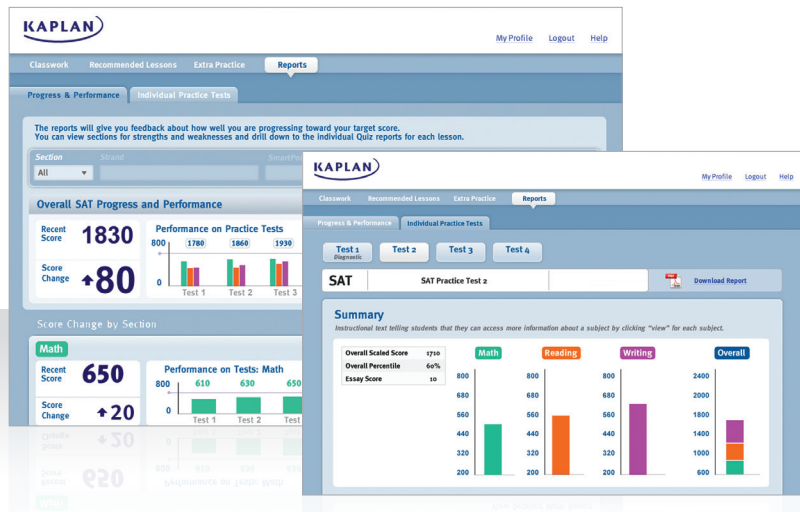 KAPLAN
My Profile Logout Help
Classwork Recommended Lessons Extra Practice Reports
Progress & Performance Individual Practice Tests
The reports will give you feedback about how well you are progressing toward your target score.
You can view sections for strengths and weaknesses and drill down to the individual Quiz reports for each lesson.
Section Strand
All
Overall SAT Progress and Performance
Recent Score 1830
Score Change 80
Performance on Practice Tests
800 1780 1860 1930
0
Test 1 Test 2 Test 3
Score Change by Section
Math
Recent Score 650
Score Change 20
Performance on Tests: Math
800 610 630 650
0
Test 1 Test 2 Test
KAPLAN
My Profile Logout Help
Classwork Recommended Lessons Extra Practice Reports
Progress & Performance Individual Practice Tests
Test 1 Test 2 Test 3 Test 4
Diagnostic
SAT SAT Practice Test 2 PDF Download Report
Summary
Instructional text telling students that they can access more information about a subject by clicking "view" for each subject.
Overall Scaled Score 1710
Overall Percentile 60%
Essay Score 10
Math Reading Writing Overall
800 800 800 2400
680 680 680 2000
560 560 560 1800
440 440 440 1400
320 320 320 1000
200 200 200 600